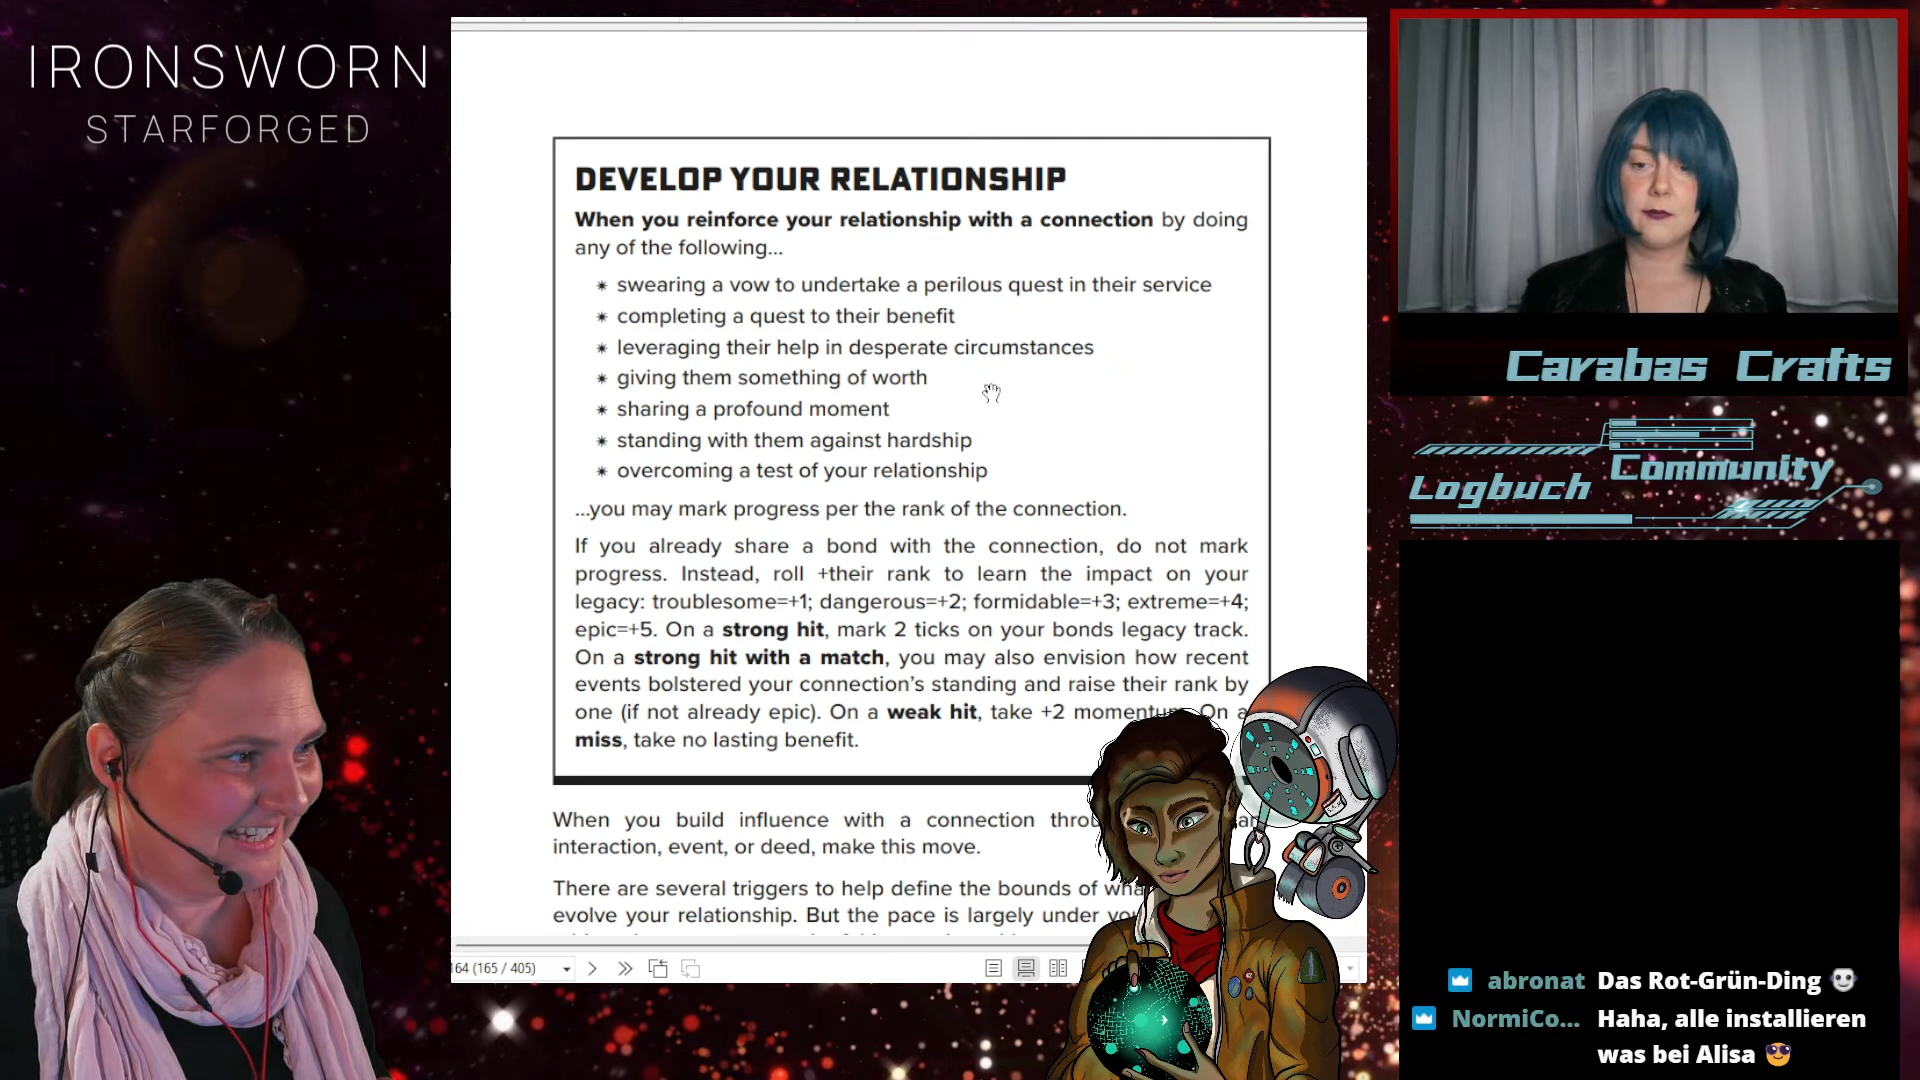 IRONSWORN
STARFORGED
DEVELOP YOUR RELATIONSHIP
When you reinforce your relationship with a connection by doing
any of the following...
* swearing a vow to undertake a perilous quest in their service
* completing a quest to their benefit
* leveraging their help in desperate circumstances
* giving them something of worth
* sharing a profound moment
* standing with them against hardship
* overcoming a test of your relationship
...you may mark progress per the rank of the connection.
If you already share a bond with the connection, do not mark
progress. Instead, roll +their rank to learn the impact on your
legacy: troublesome=+1; dangerous=+2; formidable=+3; extreme=+4;
epic=+5. On a strong hit, mark 2 ticks on your bonds legacy track.
On a strong hit with a match, you may also envision how recent
events bolstered your connection's standing and raise their rank by
one (if not already epic). On a weak hit, take +2 momentum. On a
miss, take no lasting benefit.
When you build influence with a connection
interaction, event, or deed, make this move.
There are several triggers to help define the bounds of
evolve your relationship. But the pace is largely under
164 (165 / 405)
Carabas Crafts
Logbuch Community
abronat Das Rot-Grün-Ding
NormiCo... Haha, alle installieren
was bei Alisa